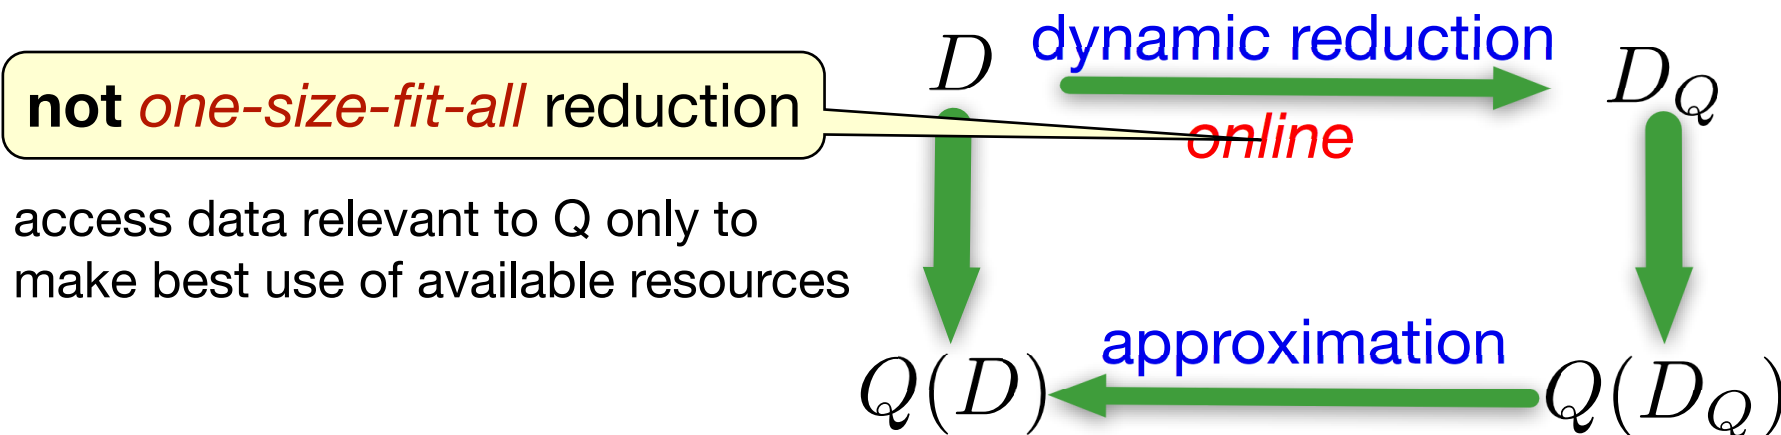 not one-size-fit-all reduction
access data relevant to Q only to
make best use of available resources
D dynamic reduction D_Q
online
approximation
Q(D) Q(D_Q)